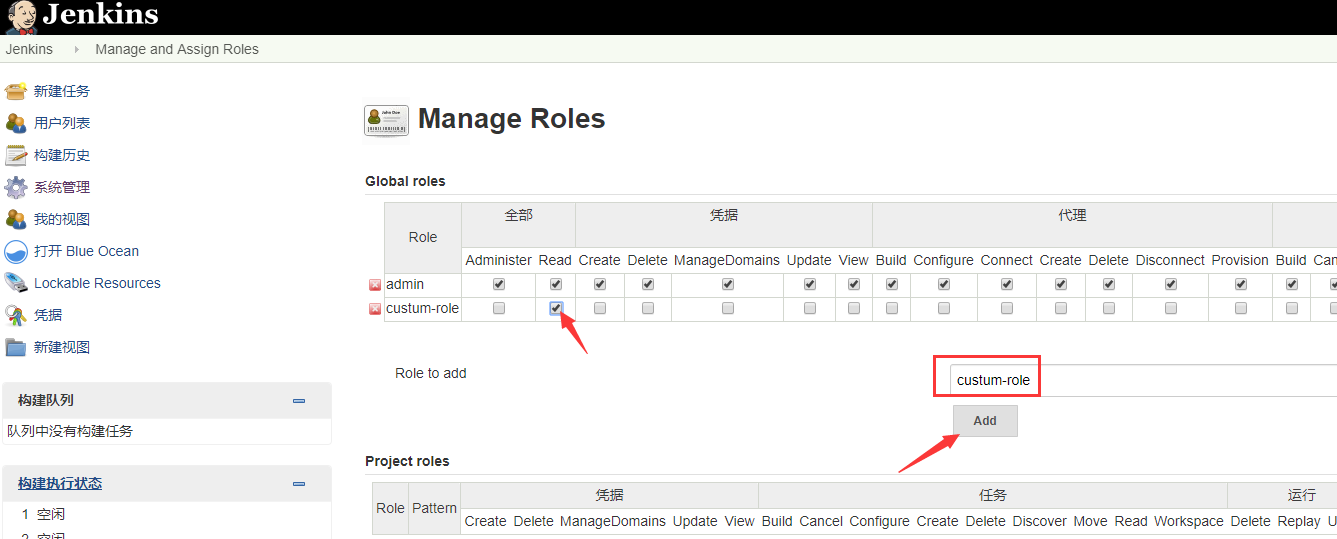 Jenkins
Jenkins Manage and Assign Roles
新建任务
用户列表
构建历史
系统管理
我的视图
打开 Blue Ocean
Lockable Resources
凭据
新建视图
构建队列
队列中没有构建任务
构建执行状态
1 空闲
2 空闲
Manage Roles
Global roles
Role 全部 凭据 代理
Administer Read Create Delete ManageDomains Update View Build Configure Connect Create Delete Disconnect Provision Build Can
admin
custum-role
Role to add custum-role
Add
Project roles
Role Pattern 凭据 任务 运行
Create Delete ManageDomains Update View Build Cancel Configure Create Delete Discover Move Read Workspace Delete Replay U